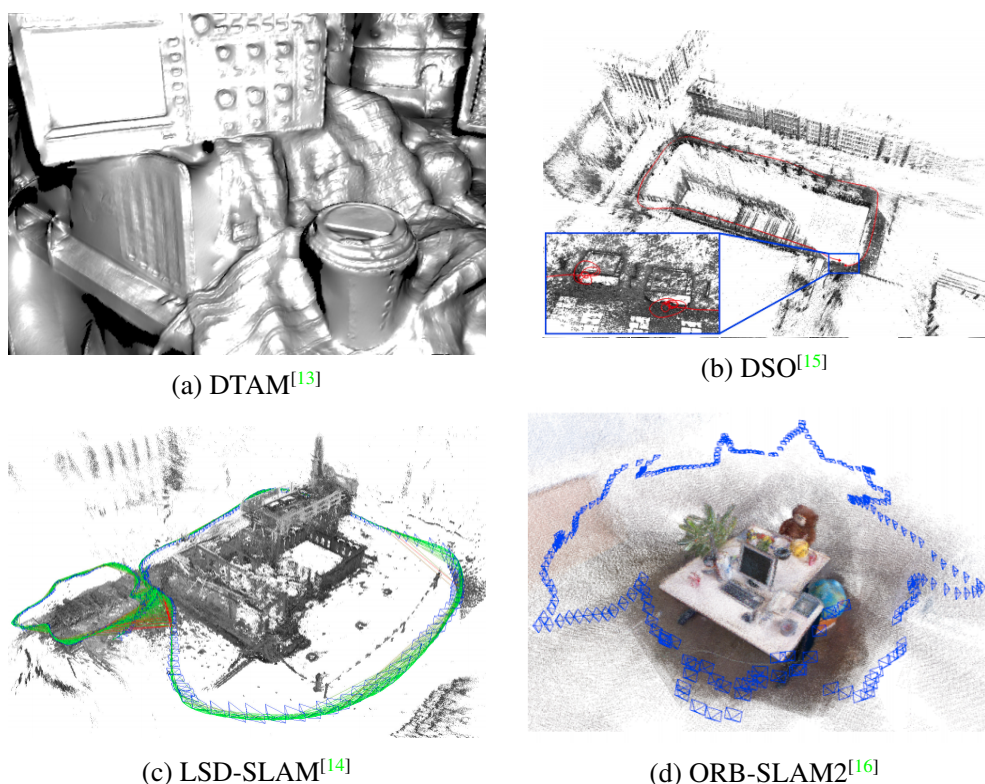 (a) DTAM[13]
(b) DSO[15]
(c) LSD-SLAM[14]
(d) ORB-SLAM2[16]